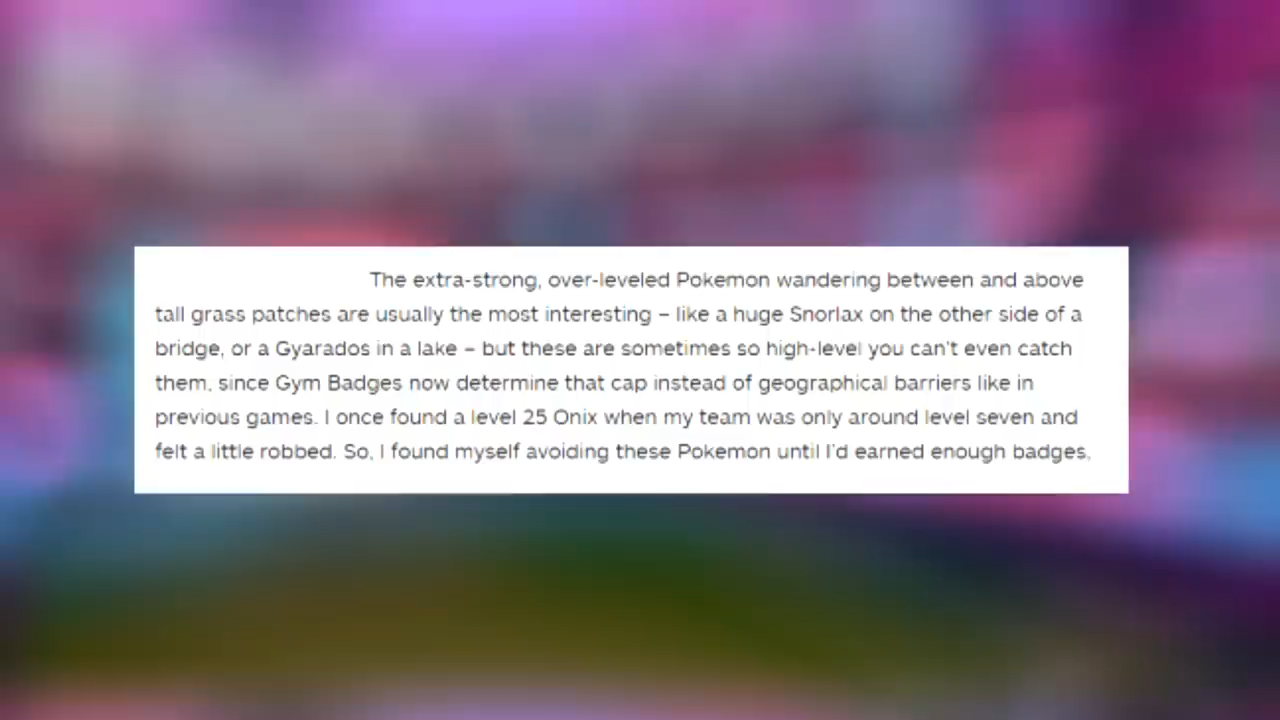 The extra-strong, over-leveled Pokemon wandering between and above
tall grass patches are usually the most interesting – like a huge Snorlax on the other side of a
bridge, or a Gyarados in a lake – but these are sometimes so high-level you can't even catch
them, since Gym Badges now determine that cap instead of geographical barriers like in
previous games. I once found a level 25 Onix when my team was only around level seven and
felt a little robbed. So, I found myself avoiding these Pokemon until I'd earned enough badges,